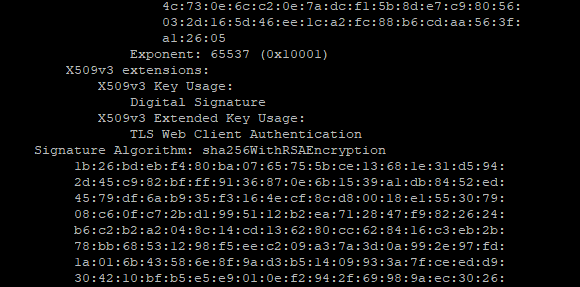 4c:73:0e:6c:c2:0e:7a:dc:f1:5b:8d:e7:c9:80:56:
03:2d:16:5d:46:ee:1c:a2:fc:88:b6:cd:aa:56:3f:
a1:26:05
Exponent: 65537 (0x10001)
X509v3 extensions:
X509v3 Key Usage:
Digital Signature
X509v3 Extended Key Usage:
TLS Web Client Authentication
Signature Algorithm: sha256WithRSAEncryption
1b:26:bd:eb:f4:80:ba:07:65:75:5b:ce:13:68:1e:31:d5:94:
2d:45:c9:82:bf:ff:91:36:87:0e:6b:15:39:a1:db:84:52:ed:
45:79:df:6a:b9:35:f3:16:4e:cf:8c:d8:00:18:e1:55:30:79:
08:c6:0f:c7:2b:d1:99:51:12:b2:ea:71:28:47:f9:82:26:24:
b6:c2:b2:a2:04:8c:14:cd:13:62:80:cc:62:84:16:c3:eb:2b:
78:bb:68:53:12:98:f5:ee:c2:09:a3:7a:3d:0a:99:2e:97:fd:
1a:01:6b:43:58:6e:8f:9a:d3:b5:14:09:93:3a:7f:ce:ed:d9:
30:42:10:bf:b5:e5:e9:01:0e:f2:94:2f:69:98:9a:ec:30:26: